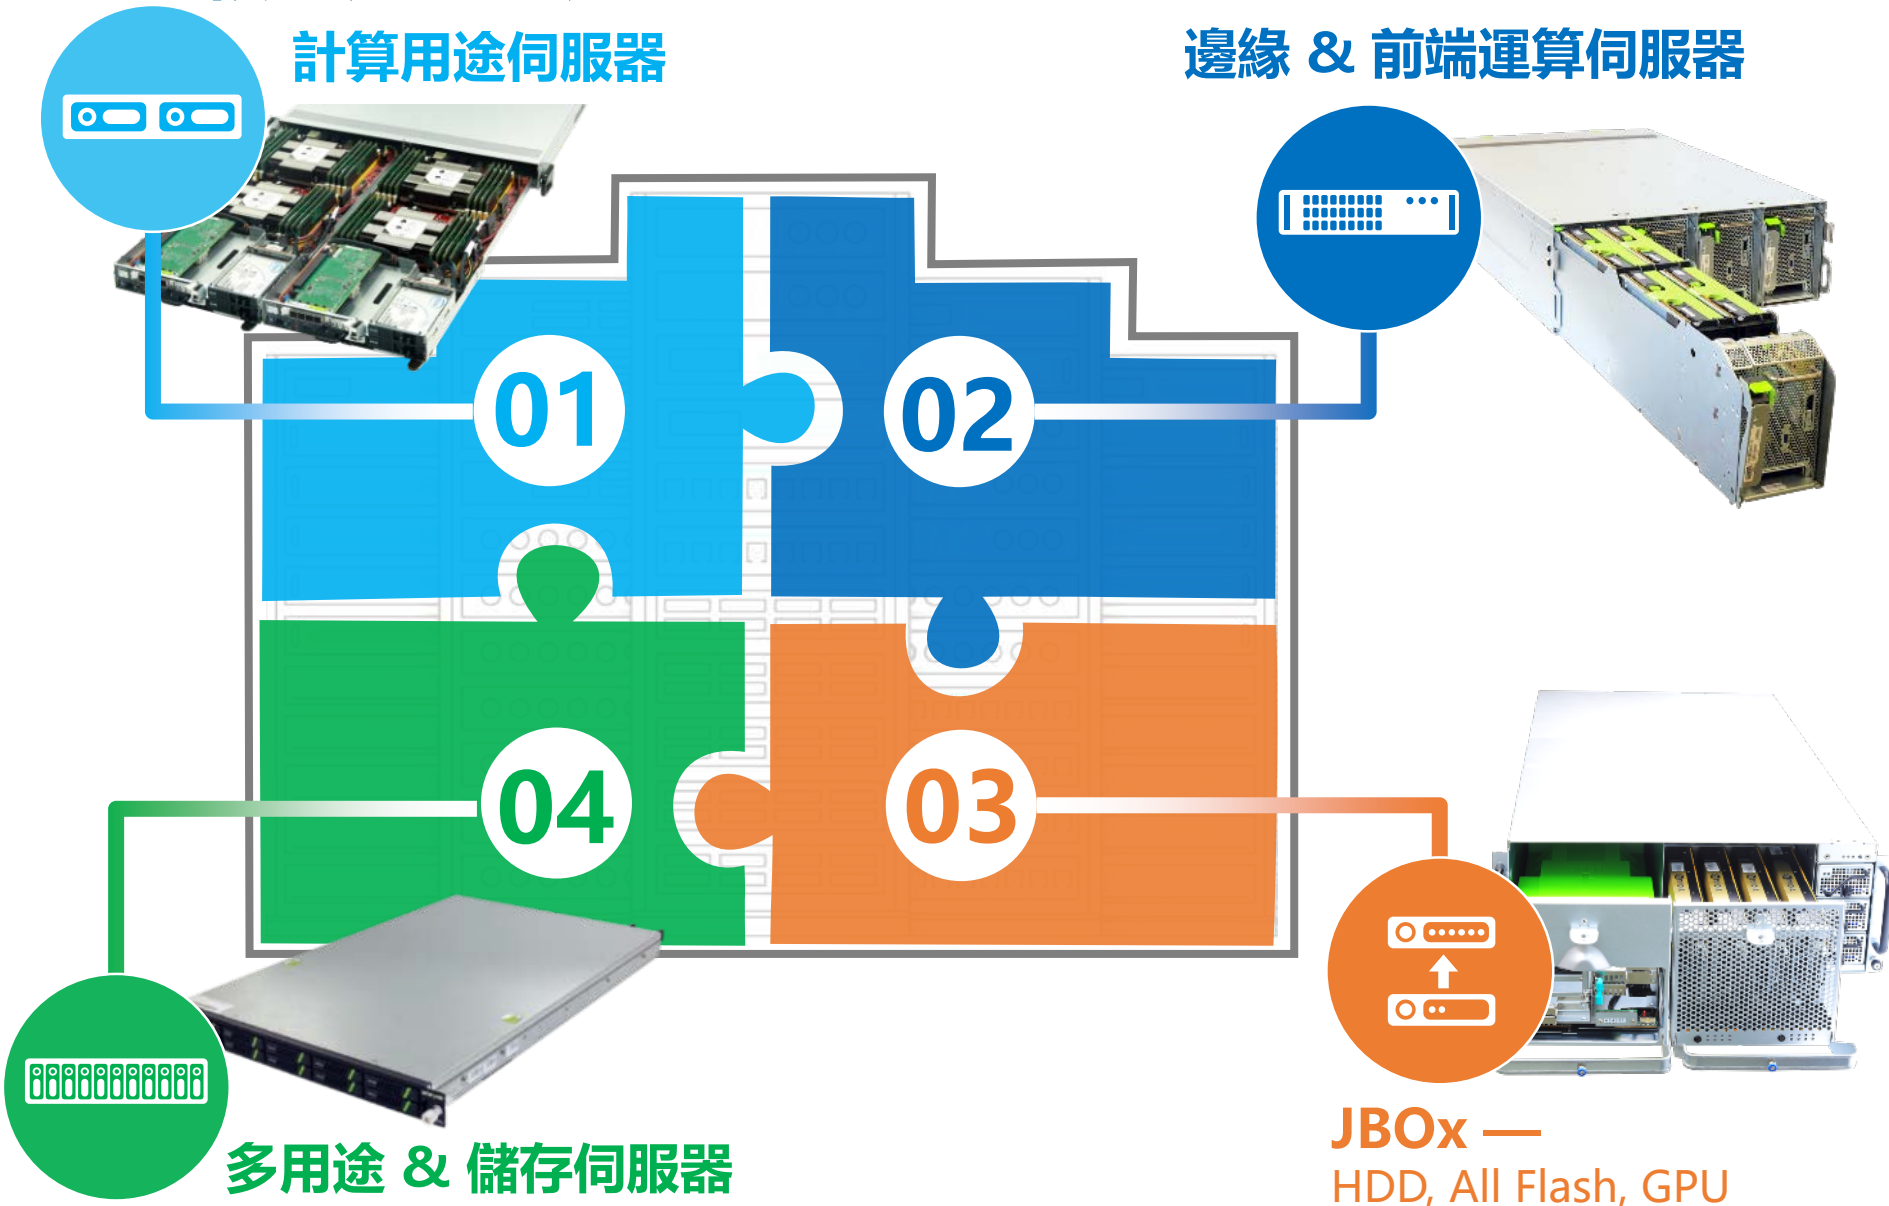 計算用途伺服器
邊緣 & 前端運算伺服器
01
02
04
03
多用途 & 儲存伺服器
JBOx —
HDD, All Flash, GPU